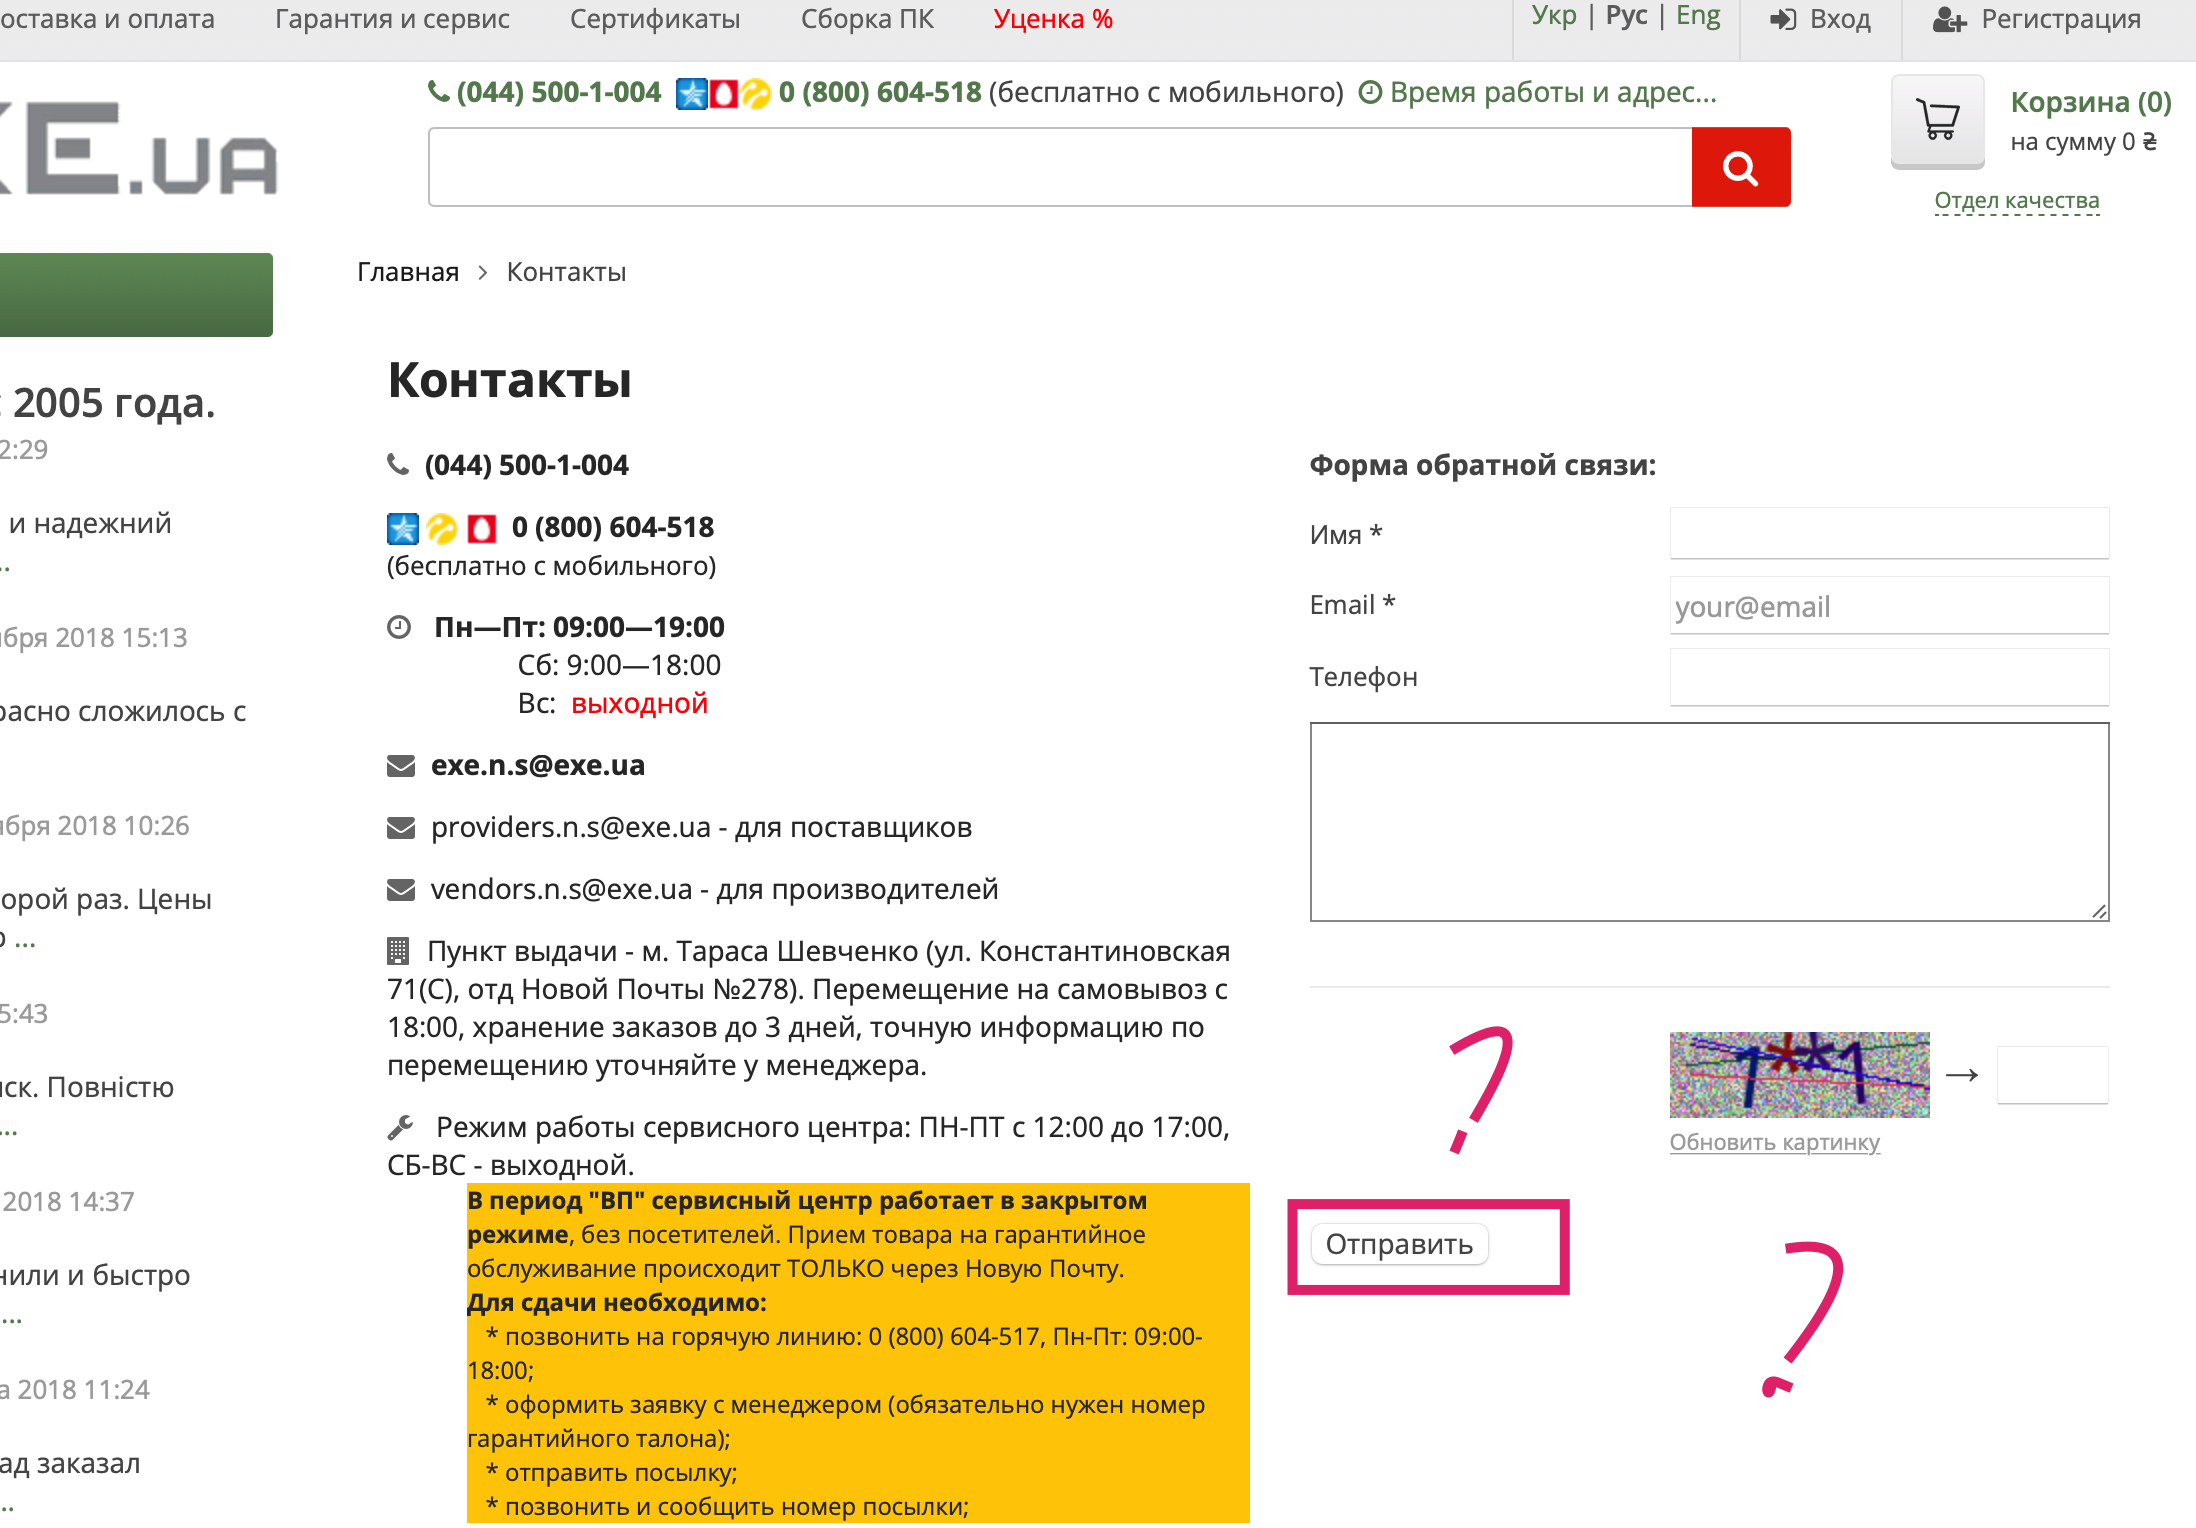 оставка и оплата Гарантия и сервис Сертификаты Сборка ПК Уценка % Укр | Рус | Eng Вход Регистрация
(044) 500-1-004 0 (800) 604-518 (бесплатно с мобильного) Время работы и адрес...
Корзина (0)
на сумму 0 ₴
Отдел качества
E.UA
Главная > Контакты
с 2005 года.
2:29
и надежний
..
бря 2018 15:13
расно сложилось с
ября 2018 10:26
орой раз. Цены
о ...
5:43
ск. Повністю
...
2018 14:37
нили и быстро
...
а 2018 11:24
ад заказал
..
Контакты
(044) 500-1-004
0 (800) 604-518
(бесплатно с мобильного)
Пн—Пт: 09:00—19:00
Сб: 9:00—18:00
Вс: выходной
exe.n.s@exe.ua
providers.n.s@exe.ua - для поставщиков
vendors.n.s@exe.ua - для производителей
Пункт выдачи - м. Тараса Шевченко (ул. Константиновская
71(С), отд Новой Почты №278). Перемещение на самовывоз с
18:00, хранение заказов до 3 дней, точную информацию по
перемещению уточняйте у менеджера.
Режим работы сервисного центра: ПН-ПТ с 12:00 до 17:00,
СБ-ВС - выходной.
В период "ВП" сервисный центр работает в закрытом
режиме, без посетителей. Прием товара на гарантийное
обслуживание происходит ТОЛЬКО через Новую Почту.
Для сдачи необходимо:
* позвонить на горячую линию: 0 (800) 604-517, Пн-Пт: 09:00-
18:00;
* оформить заявку с менеджером (обязательно нужен номер
гарантийного талона);
* отправить посылку;
* позвонить и сообщить номер посылки;
Форма обратной связи:
Имя *
Email * your@email
Телефон
?
1**1 →
Обновить картинку
Отправить
?